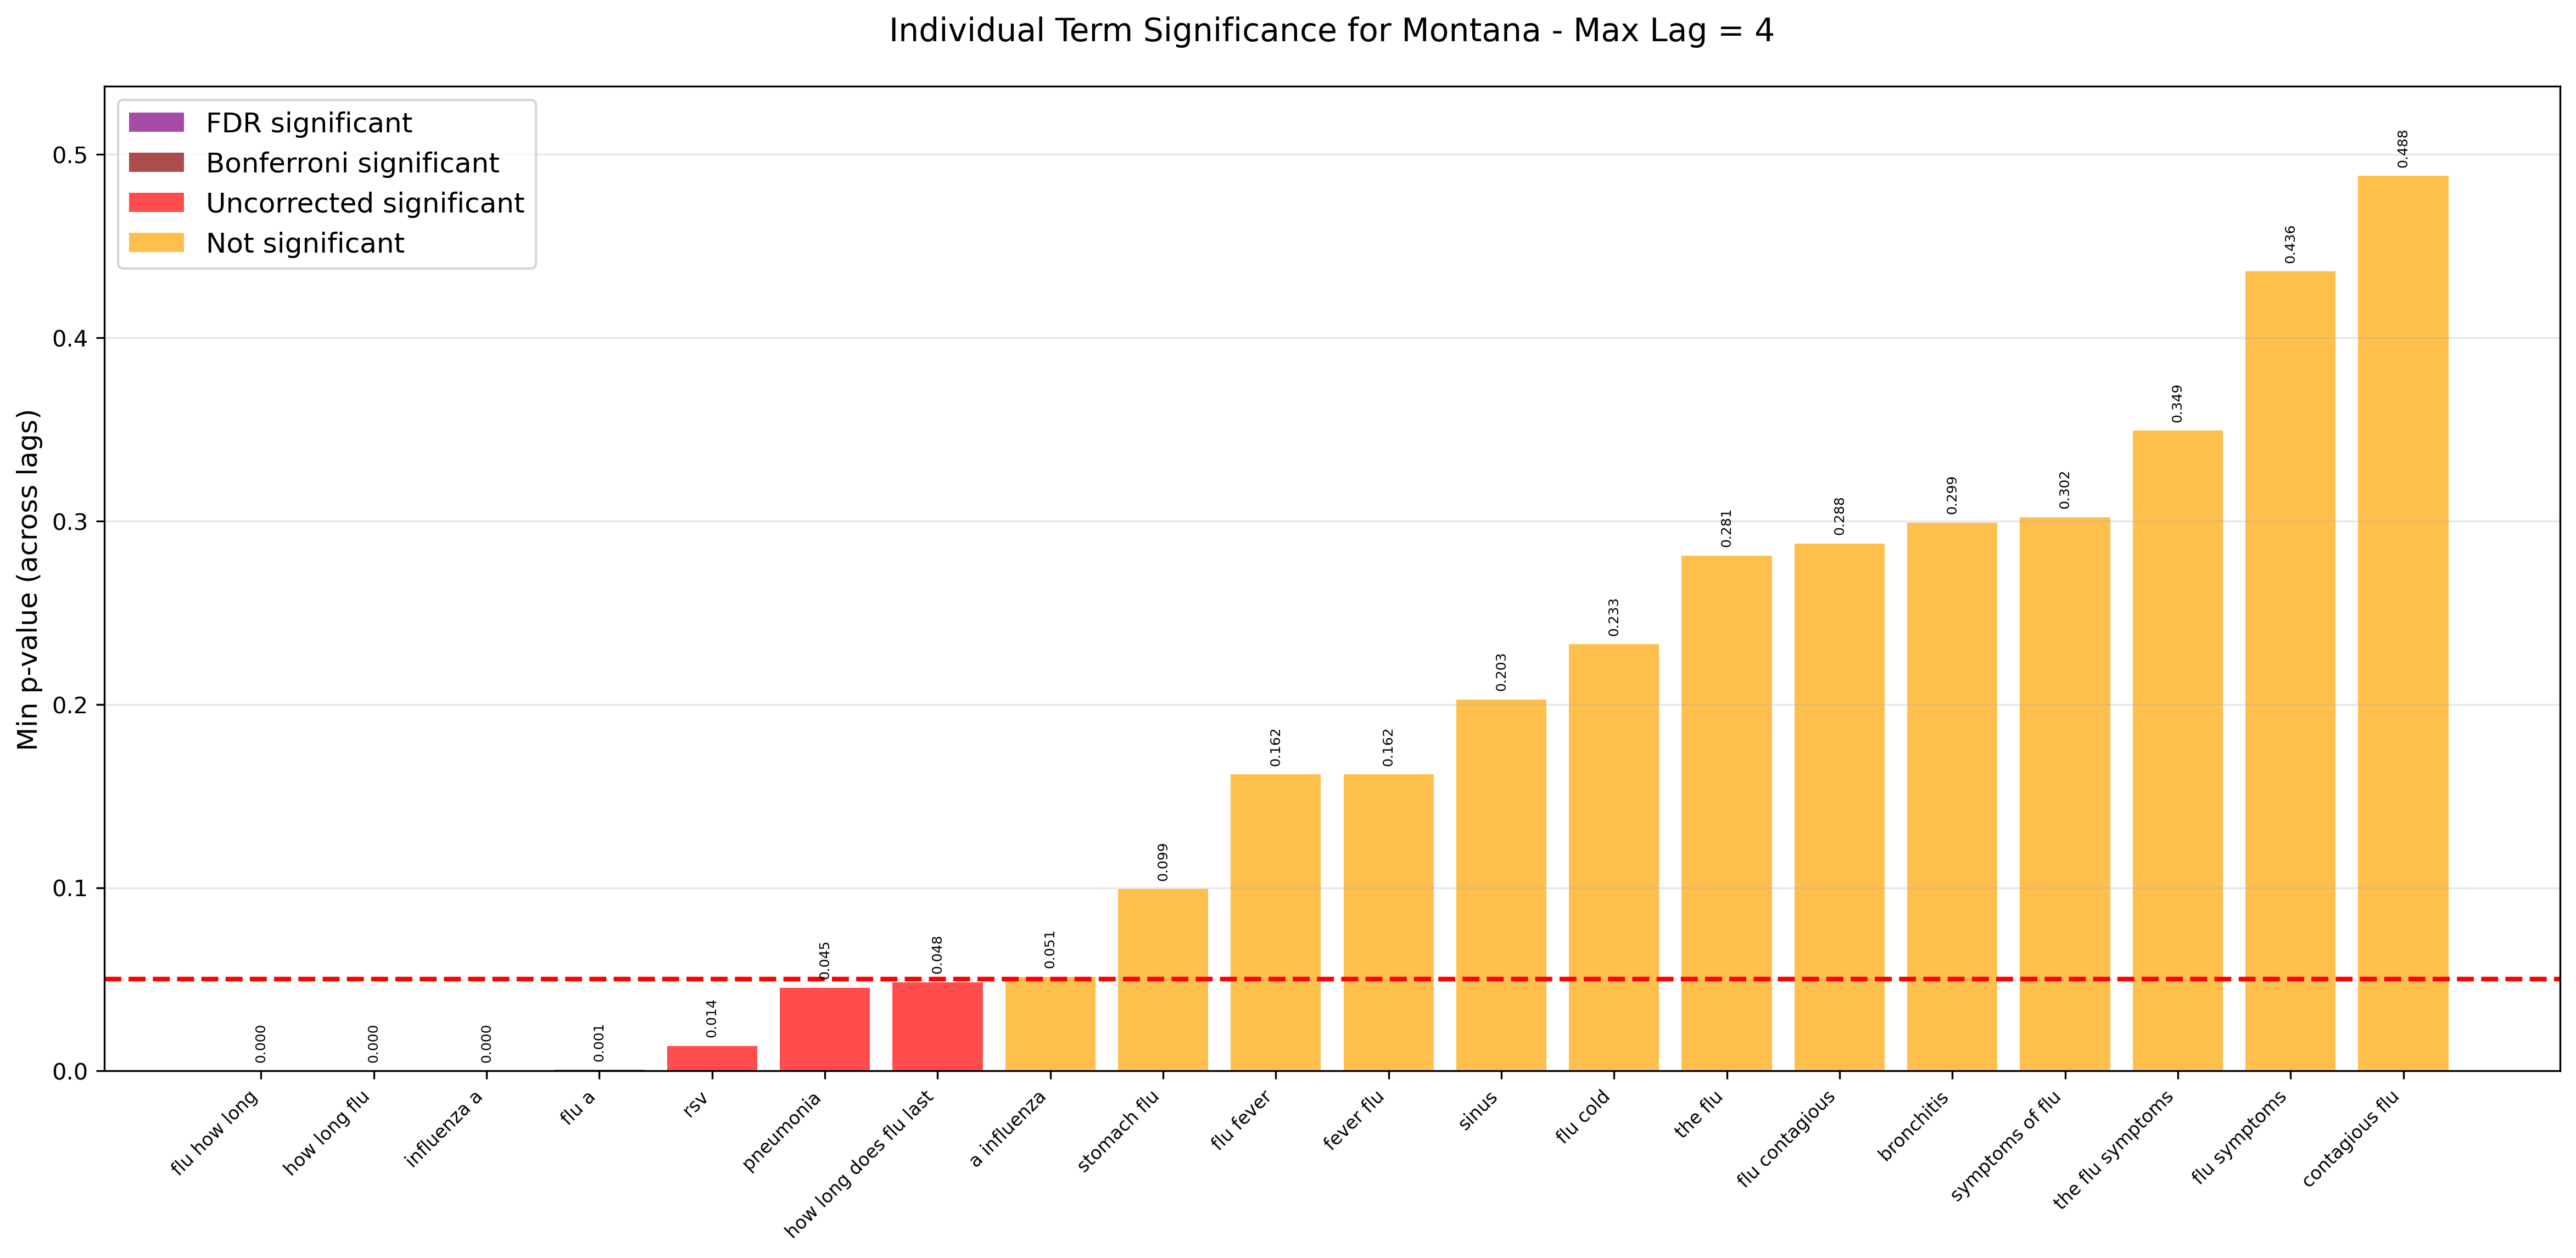 Individual Term Significance for Montana - Max Lag = 4
FDR significant
Bonferroni significant
Uncorrected significant
Not significant
Min p-value (across lags)
0.5
0.4
0.3
0.2
0.1
0.0
0.000
0.000
0.000
0.001
0.014
0.045
0.048
0.051
0.099
0.162
0.162
0.203
0.233
0.281
0.288
0.299
0.302
0.349
0.436
0.488
flu how long
how long flu
influenza a
flu a
rsv
pneumonia
how long does flu last
a influenza
stomach flu
flu fever
fever flu
sinus
flu cold
the flu
flu contagious
bronchitis
symptoms of flu
the flu symptoms
flu symptoms
contagious flu